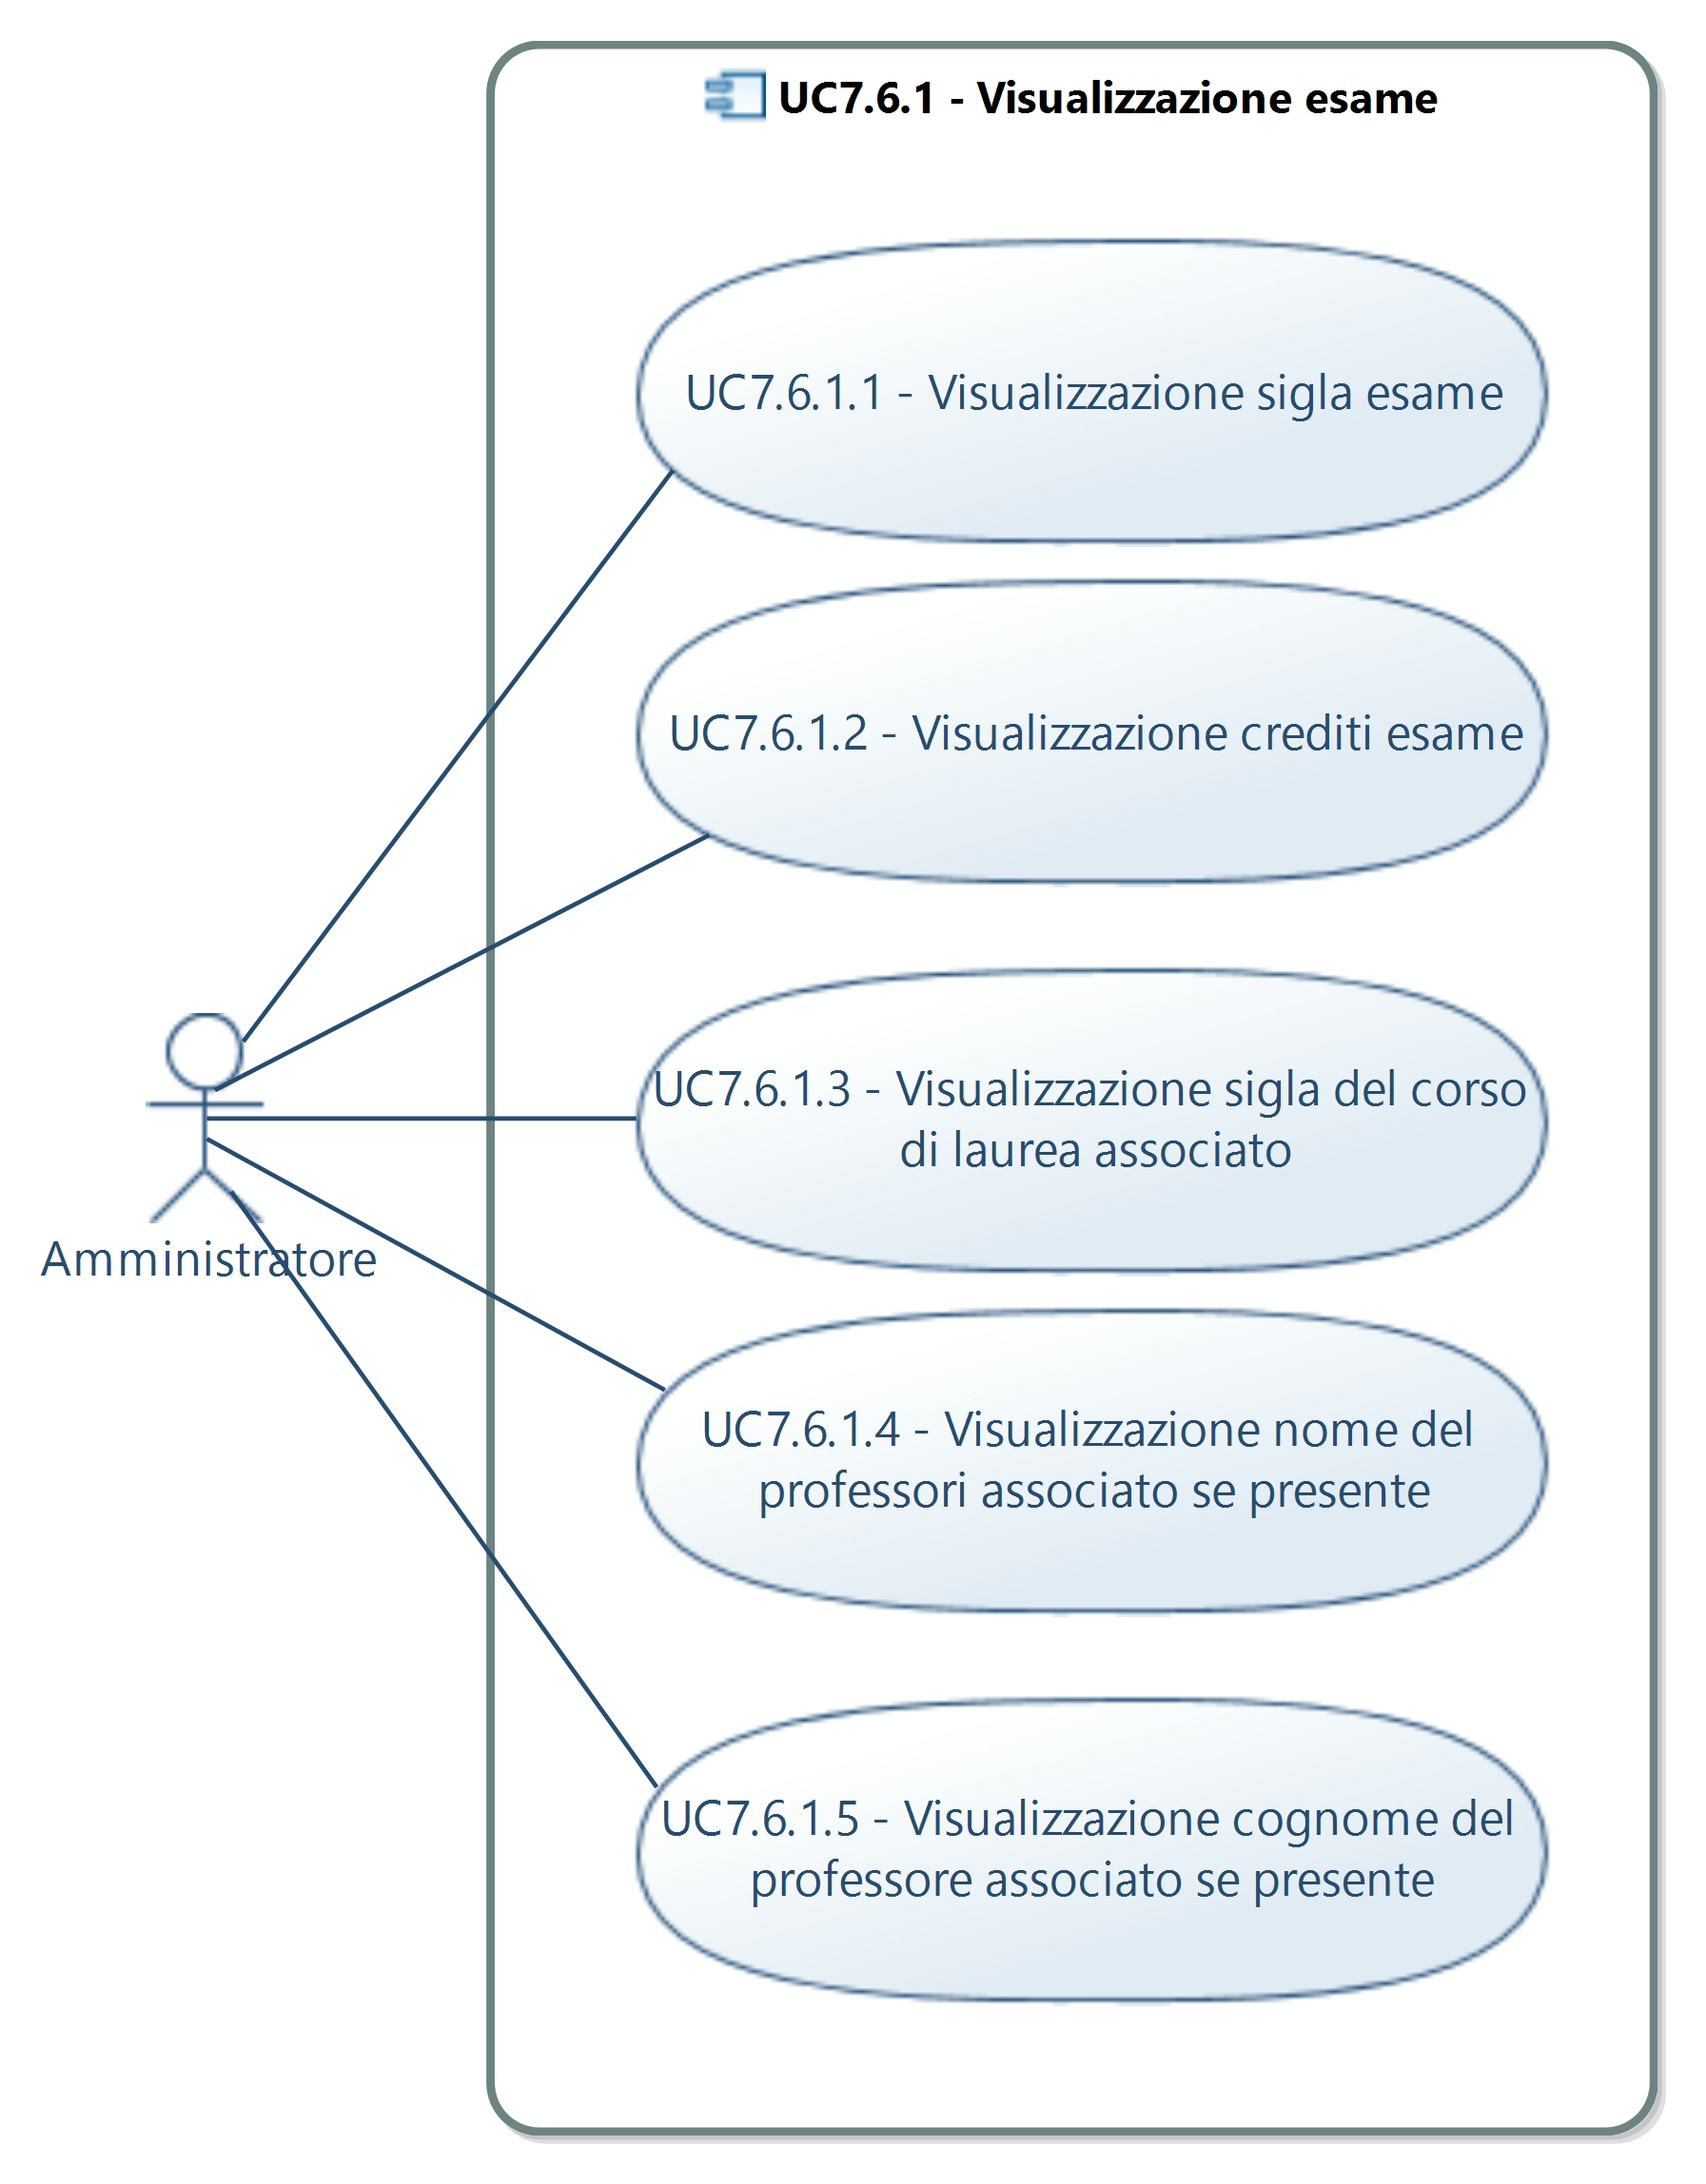 UC7.6.1 - Visualizzazione esame
UC7.6.1.1 - Visualizzazione sigla esame
UC7.6.1.2 - Visualizzazione crediti esame
UC7.6.1.3 - Visualizzazione sigla del corso
di laurea associato
Amministratore
UC7.6.1.4 - Visualizzazione nome del
professori associato se presente
UC7.6.1.5 - Visualizzazione cognome del
professore associato se presente